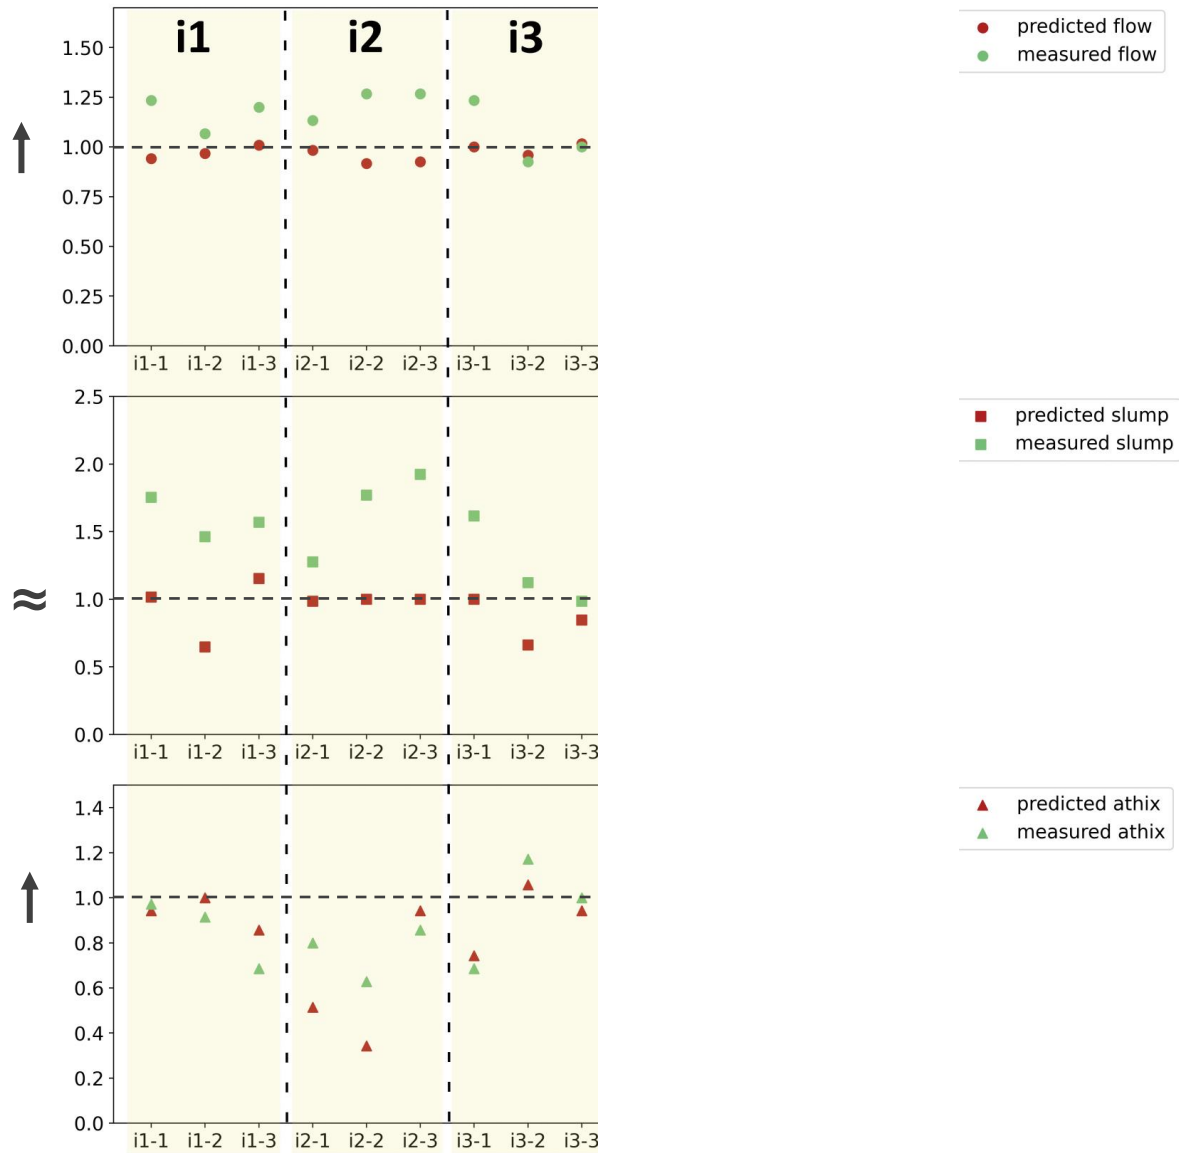 i1 i2 i3
1.50
1.25
1.00
0.75
0.50
0.25
0.00
i1-1 i1-2 i1-3 i2-1 i2-2 i2-3 i3-1 i3-2 i3-3
predicted flow
measured flow
≈
2.5
2.0
1.5
1.0
0.5
0.0
i1-1 i1-2 i1-3 i2-1 i2-2 i2-3 i3-1 i3-2 i3-3
predicted slump
measured slump
1.4
1.2
1.0
0.8
0.6
0.4
0.2
0.0
i1-1 i1-2 i1-3 i2-1 i2-2 i2-3 i3-1 i3-2 i3-3
predicted athix
measured athix